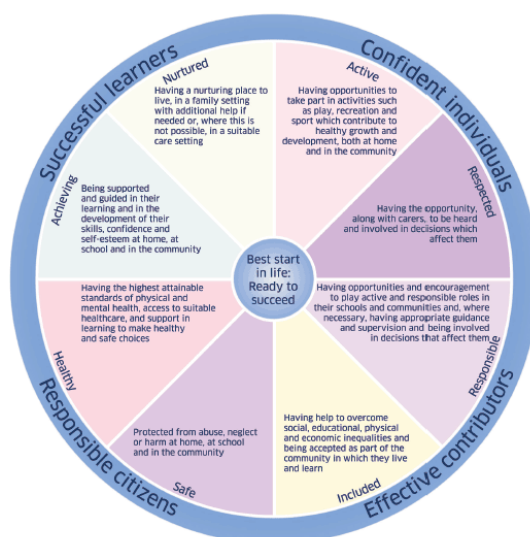 Successful learners
Confident individuals
Nurtured
Having a nurturing place to
live, in a family setting
with additional help if
needed or, where this is
not possible, in a suitable
care setting
Active
Having opportunities to
take part in activities such
as play, recreation and
sport which contribute to
healthy growth and
development, both at home
and in the community
Achieving
Being supported
and guided in their
learning and in the
development of their
skills, confidence and
self-esteem at home, at
school and in the community
Respected
Having the opportunity,
along with carers, to be heard
and involved in decisions which
affect them
Best start
in life:
Ready to
succeed
Healthy
Having the highest attainable
standards of physical and
mental health, access to suitable
healthcare, and support in
learning to make healthy
and safe choices
Having opportunities and encouragement
to play active and responsible roles in
their schools and communities and, where
necessary, having appropriate guidance
and supervision and being involved
in decisions that affect them
Responsible
Protected from abuse, neglect
or harm at home, at school
and in the community
Safe
Having help to overcome
social, educational, physical
and economic inequalities and
being accepted as part of the
community in which they live
and learn
Included
Responsible citizens
Effective contributors